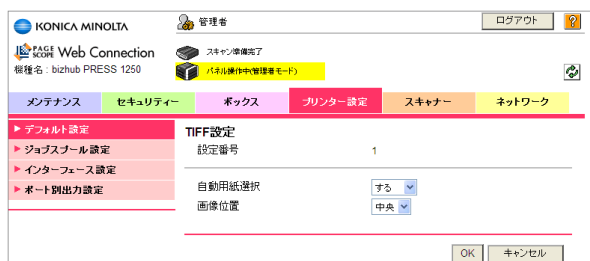 KONICA MINOLTA
管理者
ログアウト
?
PAGE SCOPE Web Connection
スキャン準備完了
機種名 : bizhub PRESS 1250
パネル操作中(管理者モード)
メンテナンス
セキュリティー
ボックス
プリンター設定
スキャナー
ネットワーク
デフォルト設定
ジョブスプール設定
インターフェース設定
ポート別出力設定
TIFF設定
設定番号 1
自動用紙選択 する
画像位置 中央
OK
キャンセル